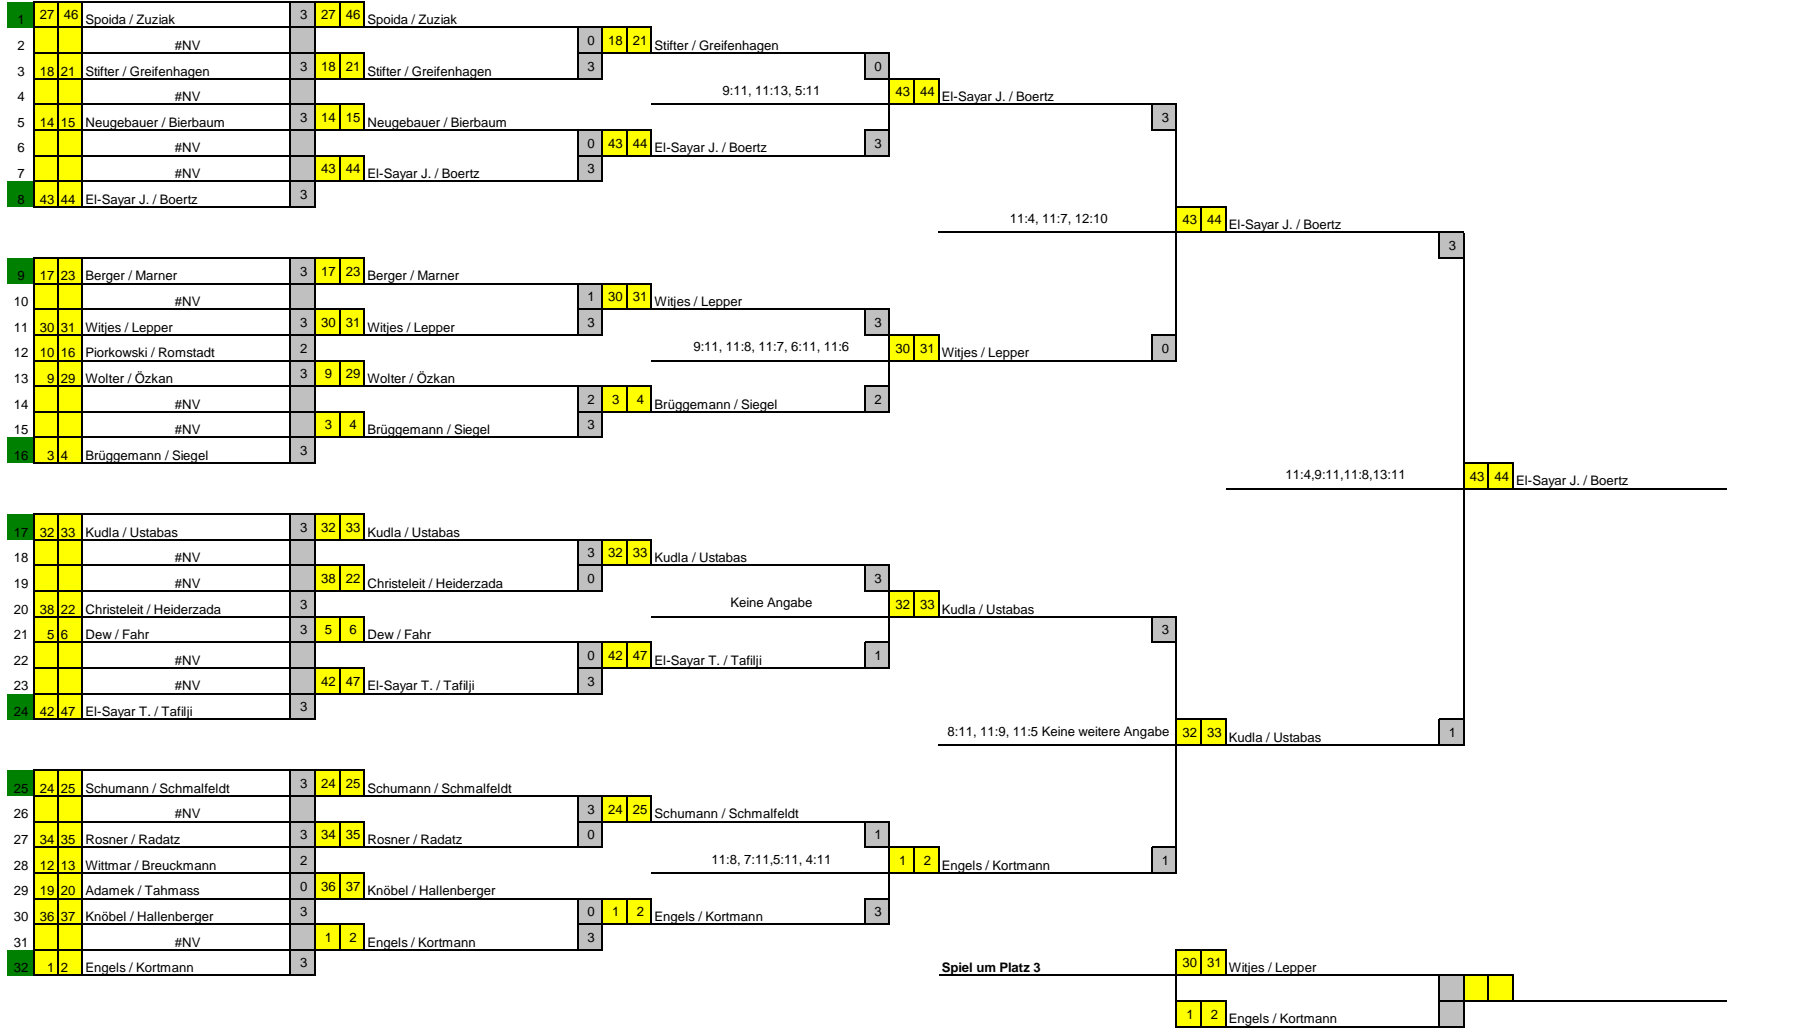 1 27 46 Spoida / Zuziak 3 27 46 Spoida / Zuziak
2 #NV 0 18 21 Stifter / Greifenhagen
3 18 21 Stifter / Greifenhagen 3 18 21 Stifter / Greifenhagen 3 0
4 #NV 9:11, 11:13, 5:11 43 44 El-Sayar J. / Boertz
5 14 15 Neugebauer / Bierbaum 3 14 15 Neugebauer / Bierbaum 3
6 #NV 0 43 44 El-Sayar J. / Boertz 3
7 #NV 43 44 El-Sayar J. / Boertz 3
8 43 44 El-Sayar J. / Boertz 3
11:4, 11:7, 12:10 43 44 El-Sayar J. / Boertz
3
9 17 23 Berger / Marner 3 17 23 Berger / Marner
10 #NV 1 30 31 Witjes / Lepper
11 30 31 Witjes / Lepper 3 30 31 Witjes / Lepper 3 3
12 10 16 Piorkowski / Romstadt 2 9:11, 11:8, 11:7, 6:11, 11:6 30 31 Witjes / Lepper 0
13 9 29 Wolter / Özkan 3 9 29 Wolter / Özkan
14 #NV 2 3 4 Brüggemann / Siegel 2
15 #NV 3 4 Brüggemann / Siegel 3
16 3 4 Brüggemann / Siegel 3
11:4,9:11,11:8,13:11 43 44 El-Sayar J. / Boertz
17 32 33 Kudla / Ustabas 3 32 33 Kudla / Ustabas
18 #NV 3 32 33 Kudla / Ustabas
19 #NV 38 22 Christeleit / Heiderzada 0 3
20 38 22 Christeleit / Heiderzada 3 Keine Angabe 32 33 Kudla / Ustabas
21 5 6 Dew / Fahr 3 5 6 Dew / Fahr 3
22 #NV 0 42 47 El-Sayar T. / Tafilji 1
23 #NV 42 47 El-Sayar T. / Tafilji 3
24 42 47 El-Sayar T. / Tafilji 3
8:11, 11:9, 11:5 Keine weitere Angabe 32 33 Kudla / Ustabas 1
25 24 25 Schumann / Schmalfeldt 3 24 25 Schumann / Schmalfeldt
26 #NV 3 24 25 Schumann / Schmalfeldt
27 34 35 Rosner / Radatz 3 34 35 Rosner / Radatz 0 1
28 12 13 Wittmar / Breuckmann 2 11:8, 7:11,5:11, 4:11 1 2 Engels / Kortmann 1
29 19 20 Adamek / Tahmass 0 36 37 Knöbel / Hallenberger
30 36 37 Knöbel / Hallenberger 3 0 1 2 Engels / Kortmann 3
31 #NV 1 2 Engels / Kortmann 3
32 1 2 Engels / Kortmann 3 Spiel um Platz 3 30 31 Witjes / Lepper
1 2 Engels / Kortmann